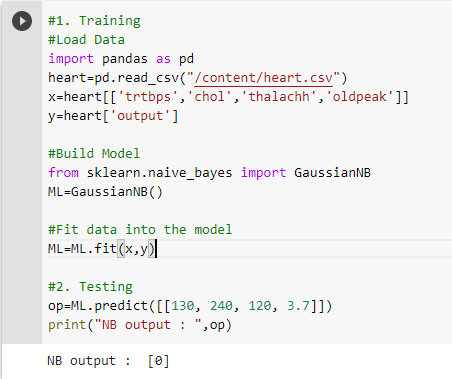 #1. Training
#Load Data
import pandas as pd
heart=pd.read_csv("/content/heart.csv")
x=heart[['trtbps','chol','thalachh','oldpeak']]
y=heart['output']
#Build Model
from sklearn.naive_bayes import GaussianNB
ML=GaussianNB()
#Fit data into the model
ML=ML.fit(x,y)
#2. Testing
op=ML.predict([[130, 240, 120, 3.7]])
print("NB output : ",op)
NB output :  [0]